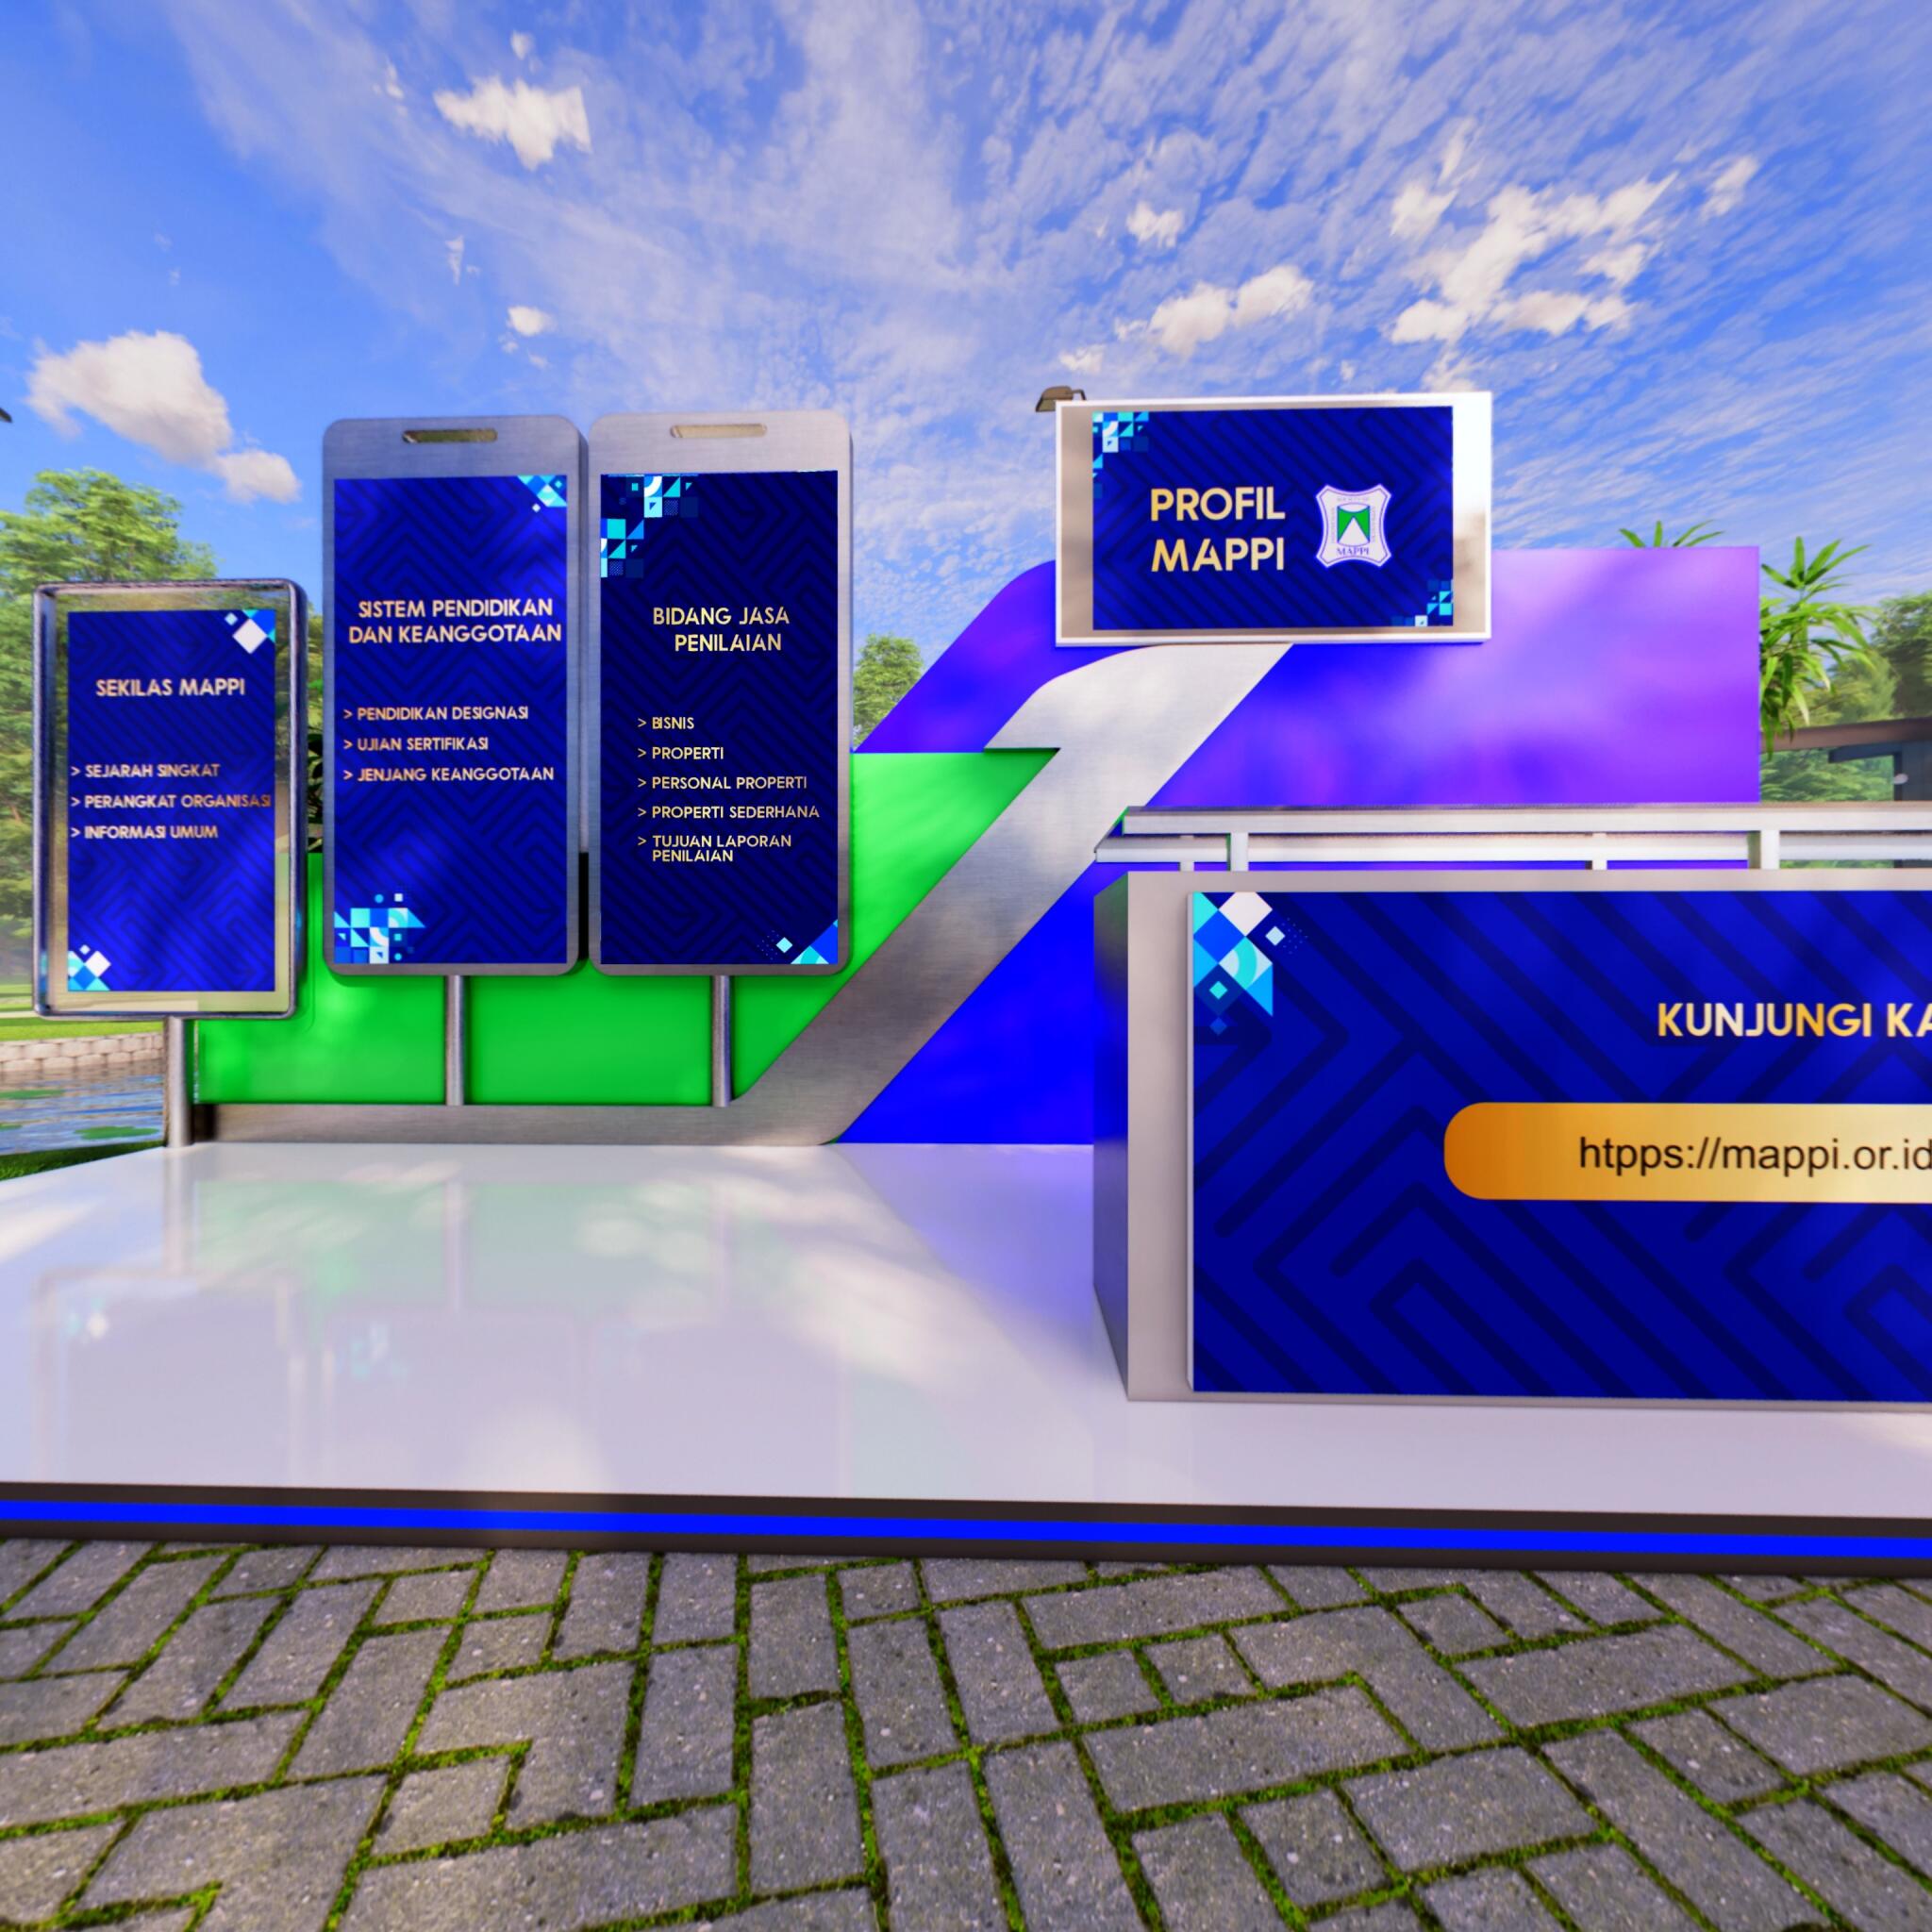 SEKILAS MAPPI
> SEJARAH SINGKAT
> PERANGKAT ORGANISASI
> INFORMASI UMUM
SISTEM PENDIDIKAN
DAN KEANGGOTAAN
> PENDIDIKAN DESIGNASI
> UJIAN SERTIFIKASI
> JENJANG KEANGGOTAAN
BIDANG JASA
PENILAIAN
> BISNIS
> PROPERTI
> PERSONAL PROPERTI
> PROPERTI SEDERHANA
> TUJUAN LAPORAN
PENILAIAN
PROFIL
MAPPI
MAPPI
KUNJUNGI KA
htpps://mappi.or.id